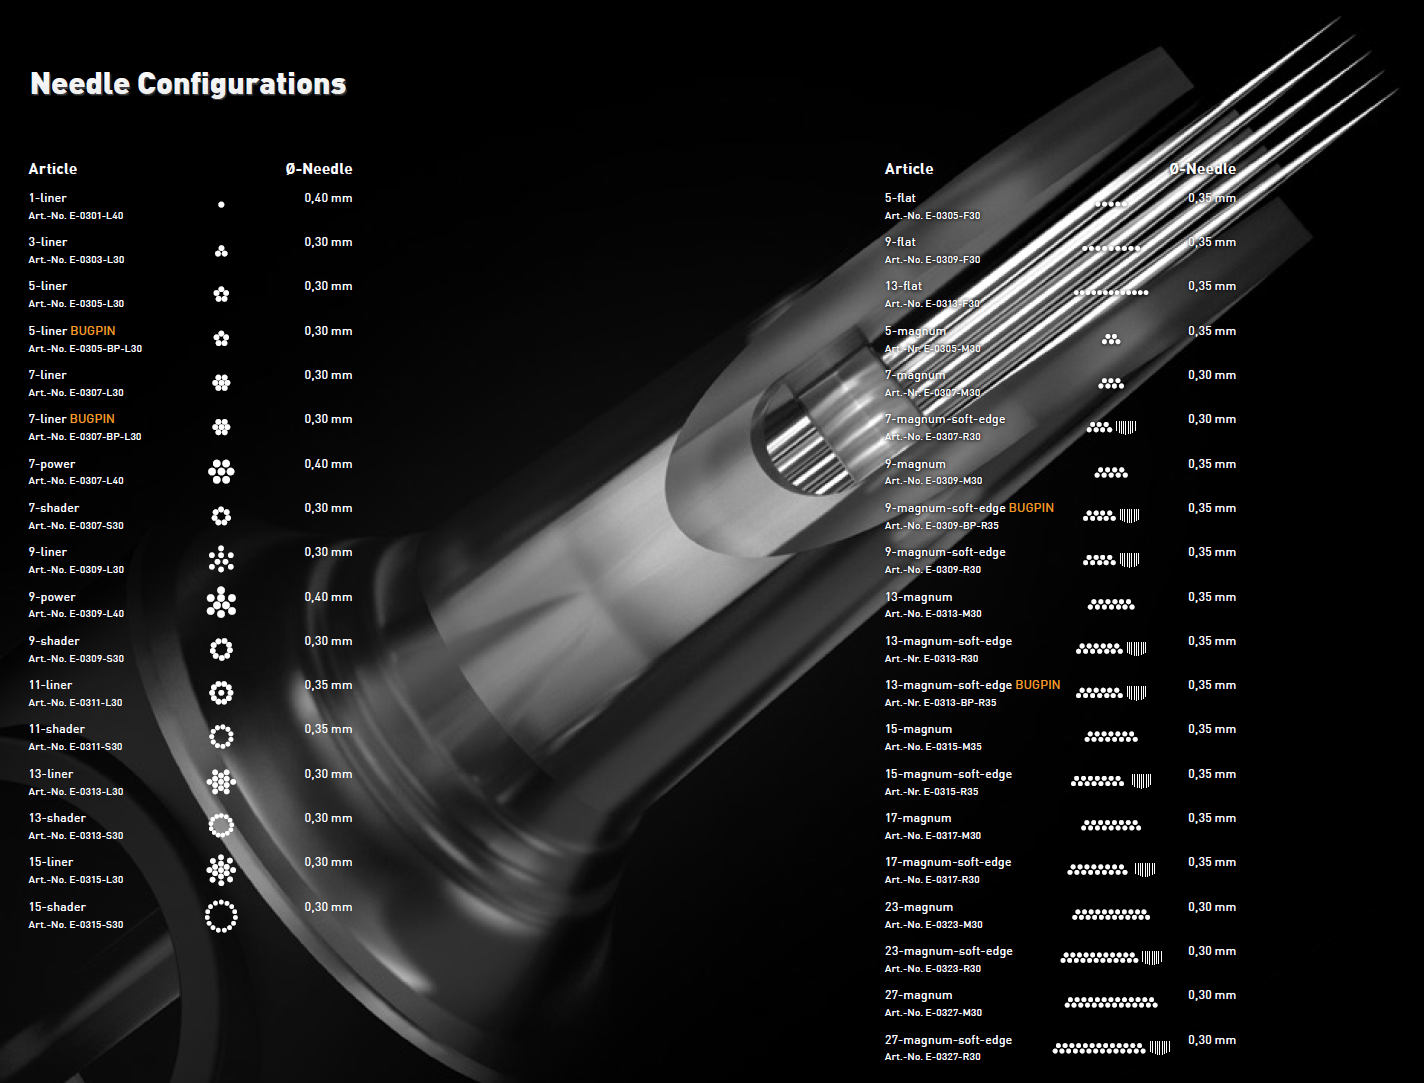 Needle Configurations
Article Ø-Needle
1-liner 0,40 mm
Art.-No. E-0301-L40
3-liner 0,30 mm
Art.-No. E-0303-L30
5-liner 0,30 mm
Art.-No. E-0305-L30
5-liner BUGPIN 0,30 mm
Art.-No. E-0305-BP-L30
7-liner 0,30 mm
Art.-No. E-0307-L30
7-liner BUGPIN 0,30 mm
Art.-No. E-0307-BP-L30
7-power 0,40 mm
Art.-No. E-0307-L40
7-shader 0,30 mm
Art.-No. E-0307-S30
9-liner 0,30 mm
Art.-No. E-0309-L30
9-power 0,40 mm
Art.-No. E-0309-L40
9-shader 0,30 mm
Art.-No. E-0309-S30
11-liner 0,35 mm
Art.-No. E-0311-L30
11-shader 0,35 mm
Art.-No. E-0311-S30
13-liner 0,30 mm
Art.-No. E-0313-L30
13-shader 0,30 mm
Art.-No. E-0313-S30
15-liner 0,30 mm
Art.-No. E-0315-L30
15-shader 0,30 mm
Art.-No. E-0315-S30
Article Ø-Needle
5-flat 0,35 mm
Art.-No. E-0305-F30
9-flat 0,35 mm
Art.-No. E-0309-F30
13-flat 0,35 mm
Art.-No. E-0313-F30
5-magnum 0,35 mm
Art.-Nr. E-0305-M30
7-magnum 0,30 mm
Art.-Nr. E-0307-M30
7-magnum-soft-edge 0,30 mm
Art.-No. E-0307-R30
9-magnum 0,35 mm
Art.-No. E-0309-M30
9-magnum-soft-edge BUGPIN 0,35 mm
Art.-No. E-0309-BP-R35
9-magnum-soft-edge 0,35 mm
Art.-No. E-0309-R30
13-magnum 0,35 mm
Art.-No. E-0313-M30
13-magnum-soft-edge 0,35 mm
Art.-Nr. E-0313-R30
13-magnum-soft-edge BUGPIN 0,35 mm
Art.-Nr. E-0313-BP-R35
15-magnum 0,35 mm
Art.-No. E-0315-M35
15-magnum-soft-edge 0,35 mm
Art.-Nr. E-0315-R35
17-magnum 0,35 mm
Art.-No. E-0317-M30
17-magnum-soft-edge 0,35 mm
Art.-No. E-0317-R30
23-magnum 0,30 mm
Art.-No. E-0323-M30
23-magnum-soft-edge 0,30 mm
Art.-No. E-0323-R30
27-magnum 0,30 mm
Art.-No. E-0327-M30
27-magnum-soft-edge 0,30 mm
Art.-No. E-0327-R30